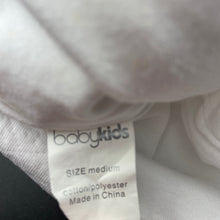 babykids
SIZE medium
cotton/polyester
Made in China